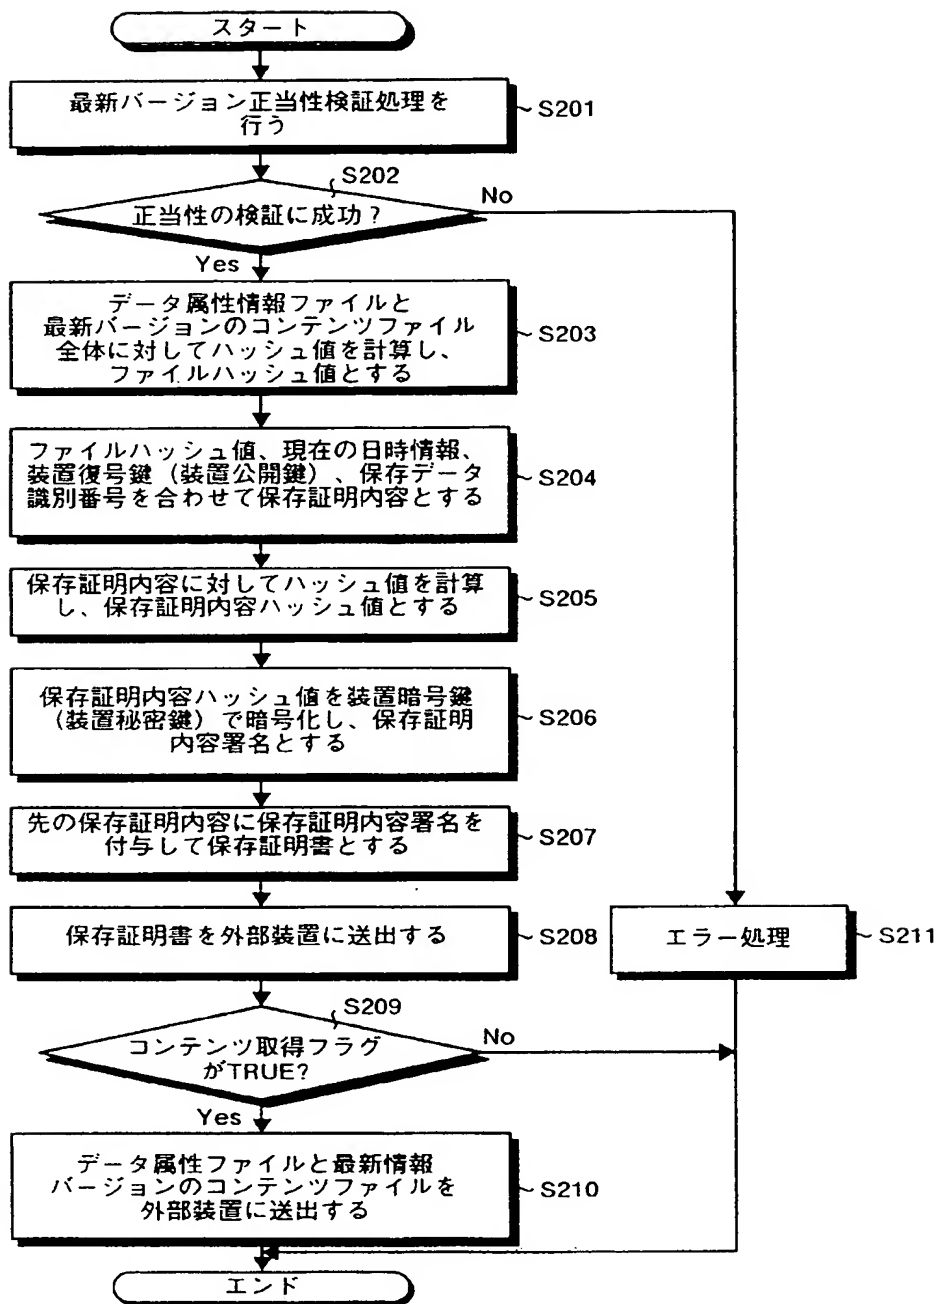 スタート
最新バージョン正当性検証処理を
行う
S201
S202
正当性の検証に成功？
No
Yes
データ属性情報ファイルと
最新バージョンのコンテンツファイル
全体に対してハッシュ値を計算し、
ファイルハッシュ値とする
S203
ファイルハッシュ値、現在の日時情報、
装置復号鍵（装置公開鍵）、保存データ
識別番号を合わせて保存証明内容とする
S204
保存証明内容に対してハッシュ値を計算
し、保存証明内容ハッシュ値とする
S205
保存証明内容ハッシュ値を装置暗号鍵
（装置秘密鍵）で暗号化し、保存証明
内容署名とする
S206
先の保存証明内容に保存証明内容署名を
付与して保存証明書とする
S207
保存証明書を外部装置に送出する
S208
エラー処理
S211
S209
コンテンツ取得フラグ
がTRUE?
No
Yes
データ属性ファイルと最新情報
バージョンのコンテンツファイルを
外部装置に送出する
S210
エンド